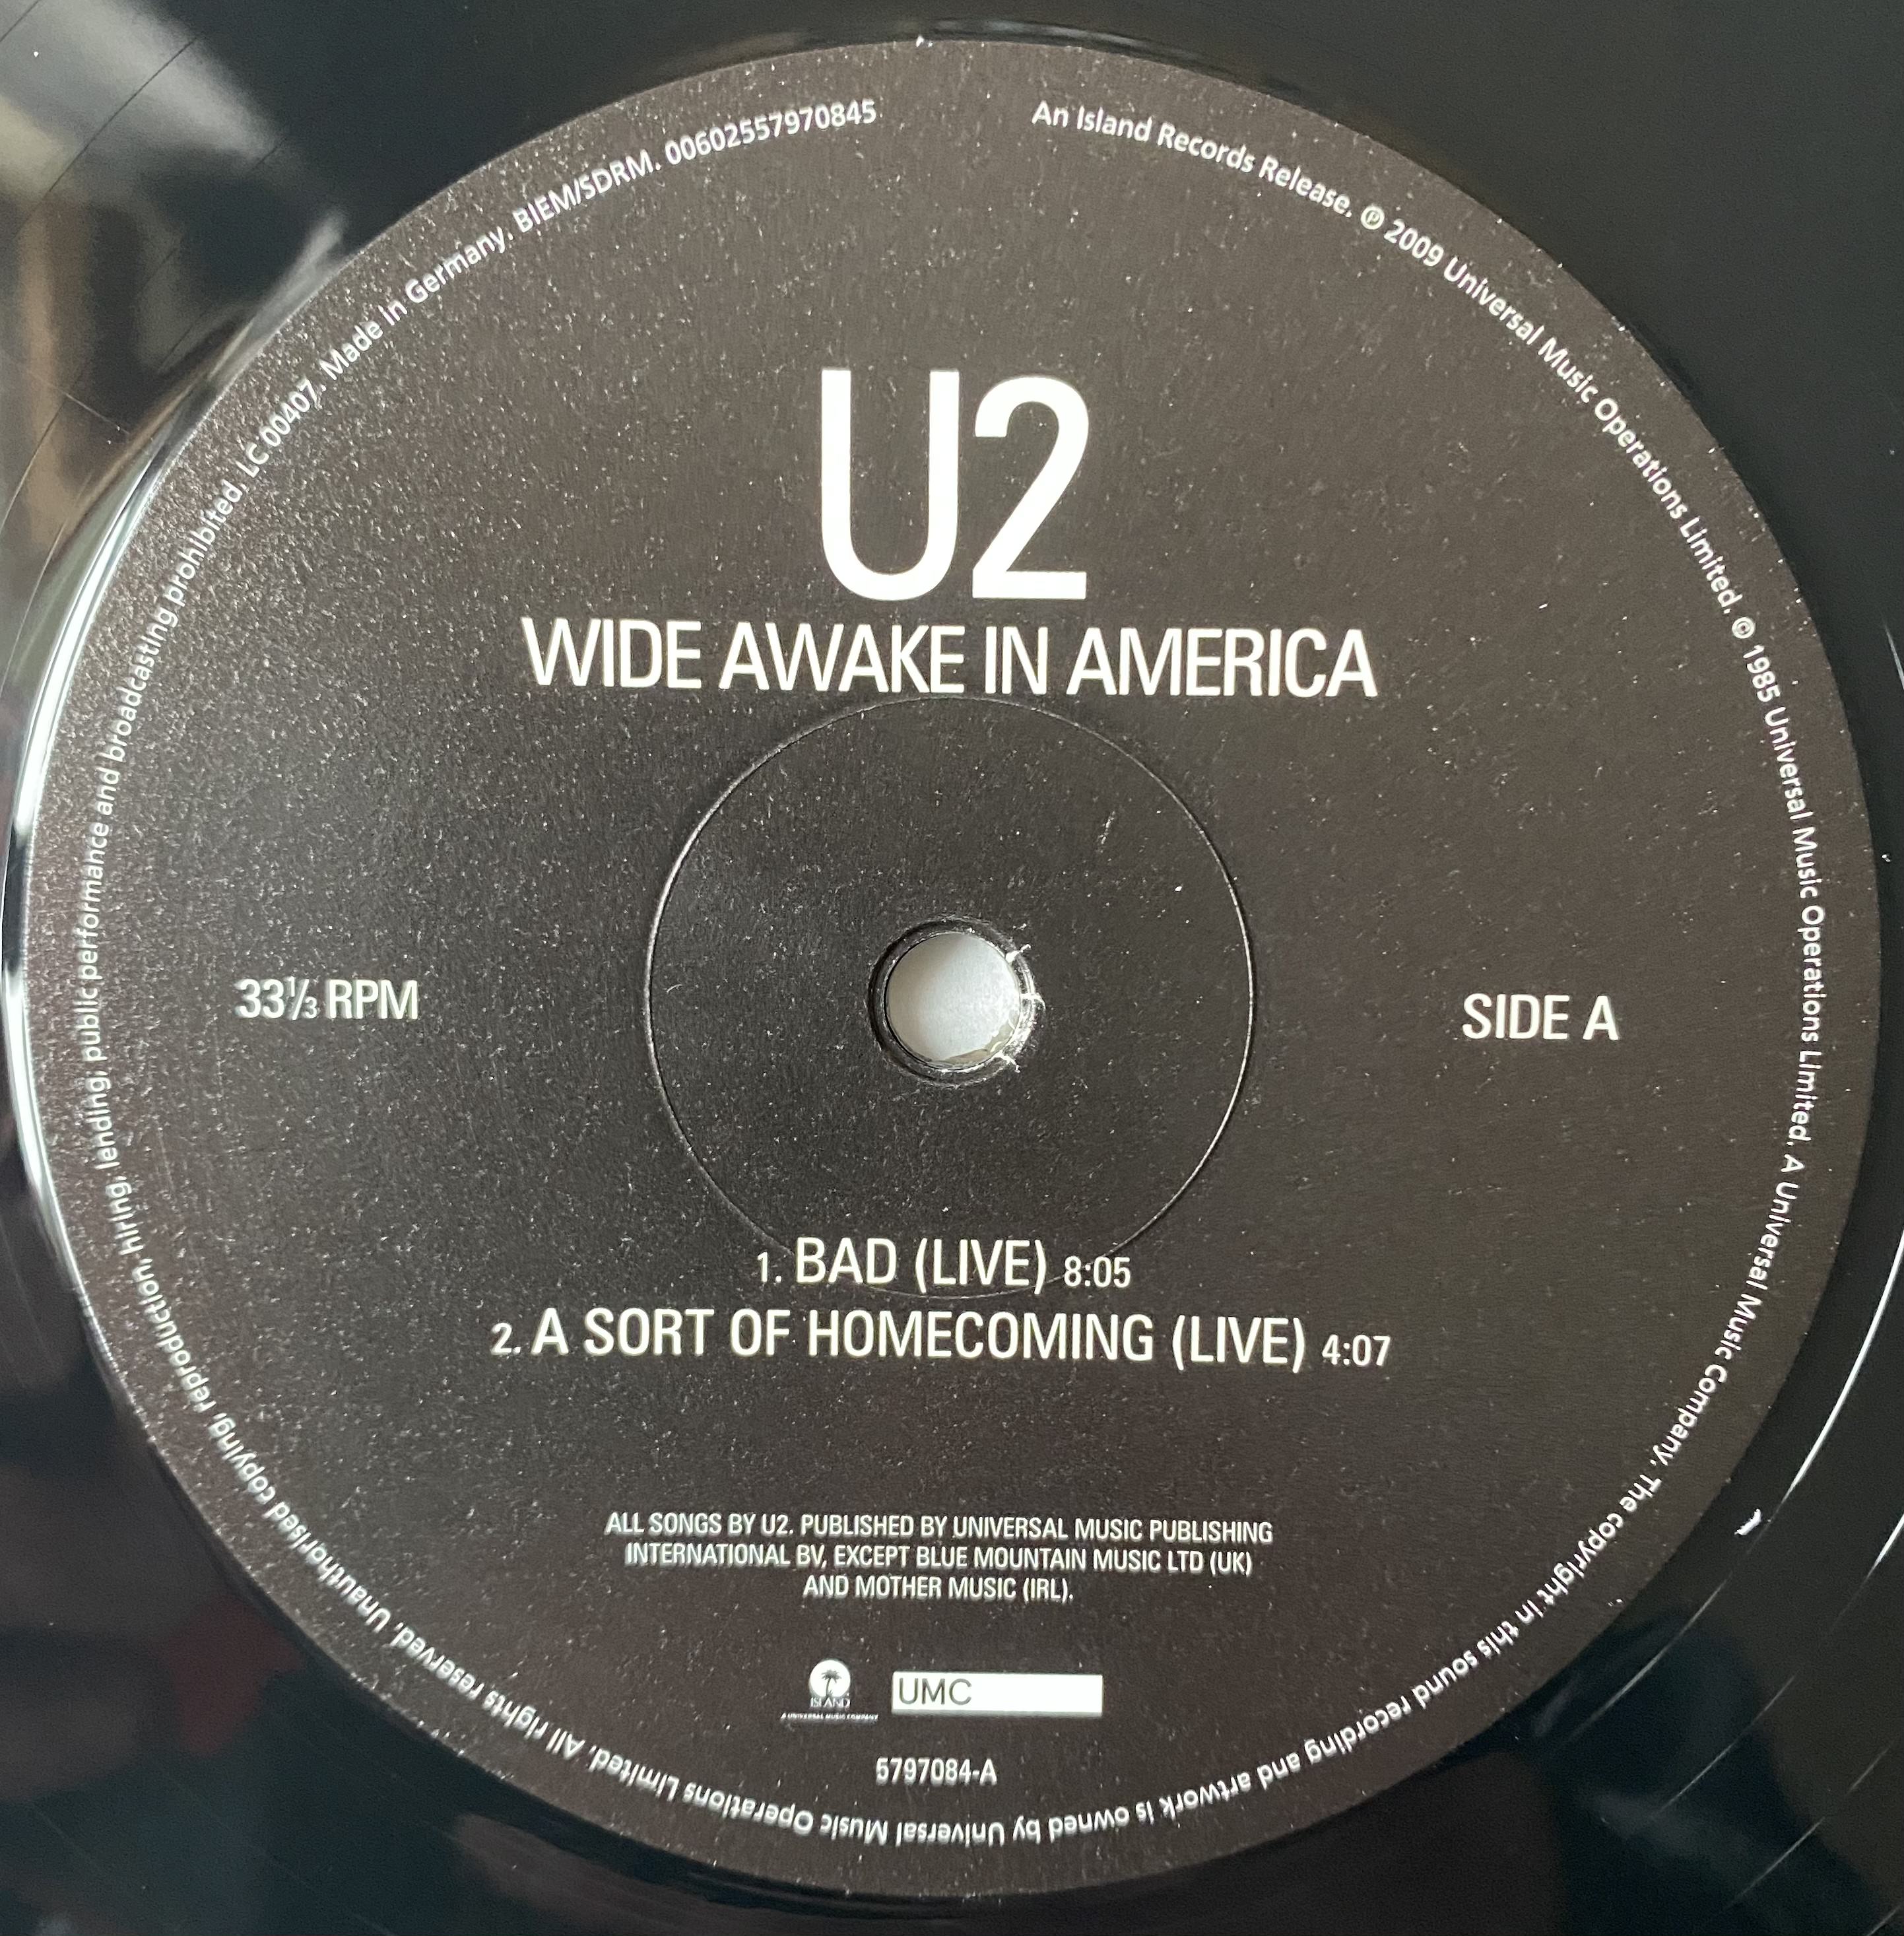 An Island Records Release. ℗ 2009 Universal Music Operations Limited. © 1985 Universal Music Operations Limited. A Universal Music Company. The copyright in this sound recording and artwork is owned by Universal Music Operations Limited. All rights reserved. Unauthorised copying, reproduction, hiring, lending, public performance and broadcasting prohibited. LC 00407. Made in Germany. BIEM/SDRM. 00602557970845
U2
WIDE AWAKE IN AMERICA
33⅓ RPM
SIDE A
1. BAD (LIVE) 8:05
2. A SORT OF HOMECOMING (LIVE) 4:07
ALL SONGS BY U2. PUBLISHED BY UNIVERSAL MUSIC PUBLISHING
INTERNATIONAL BV, EXCEPT BLUE MOUNTAIN MUSIC LTD (UK)
AND MOTHER MUSIC (IRL).
ISLAND
A UNIVERSAL MUSIC COMPANY
UMC
5797084-A